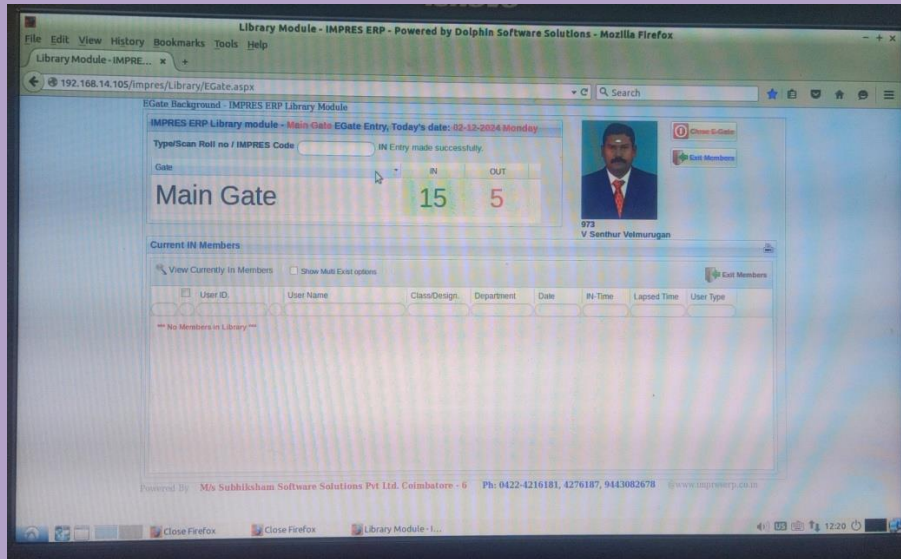 Library Module - IMPRES ERP - Powered by Dolphin Software Solutions - Mozilla Firefox
File Edit View History Bookmarks Tools Help
Library Module - IMPRE... × +
192.168.14.105/impres/Library/EGate.aspx
Search
EGate Background - IMPRES ERP Library Module
IMPRES ERP Library module - Main Gate EGate Entry, Today's date: 02-12-2024 Monday
Close E-Gate
Type/Scan Roll no / IMPRES Code IN Entry made successfully.
Exit Members
Gate IN OUT
Main Gate 15 5
973
V Senthur Velmurugan
Current IN Members
View Currently In Members Show Multi Exist options Exit Members
User ID. User Name Class/Design. Department Date IN-Time Lapsed Time User Type
*** No Members in Library ***
Powered By M/s Subhiksham Software Solutions Pvt Ltd. Coimbatore - 6 Ph: 0422-4216181, 4276187, 9443082678 @www.impreserp.co.in
Close Firefox Close Firefox Library Module - I... US 12:20